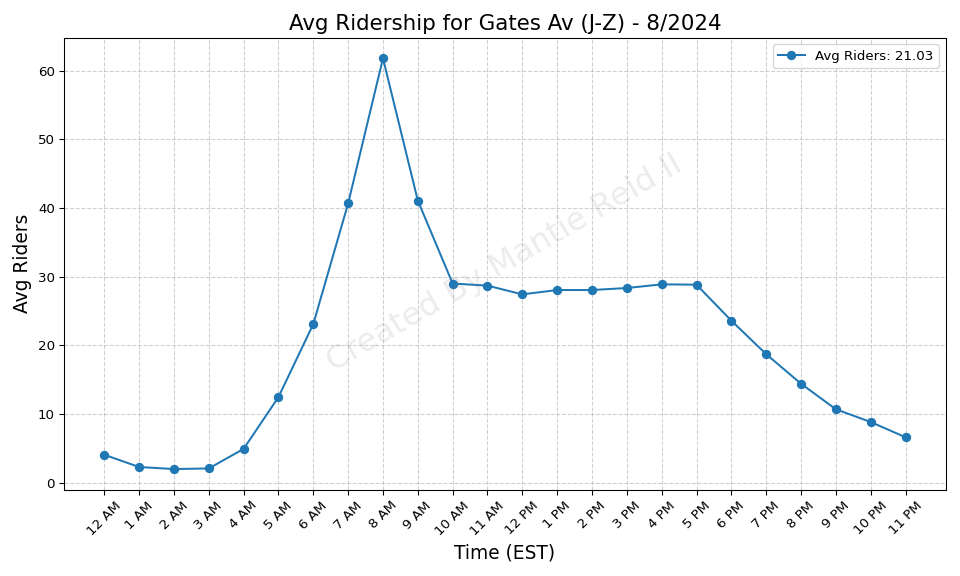 Avg Ridership for Gates Av (J-Z) - 8/2024
Avg Riders: 21.03
Avg Riders
60
50
40
30
20
10
0
Created By Mantie Reid II
12 AM
1 AM
2 AM
3 AM
4 AM
5 AM
6 AM
7 AM
8 AM
9 AM
10 AM
11 AM
12 PM
1 PM
2 PM
3 PM
4 PM
5 PM
6 PM
7 PM
8 PM
9 PM
10 PM
11 PM
Time (EST)